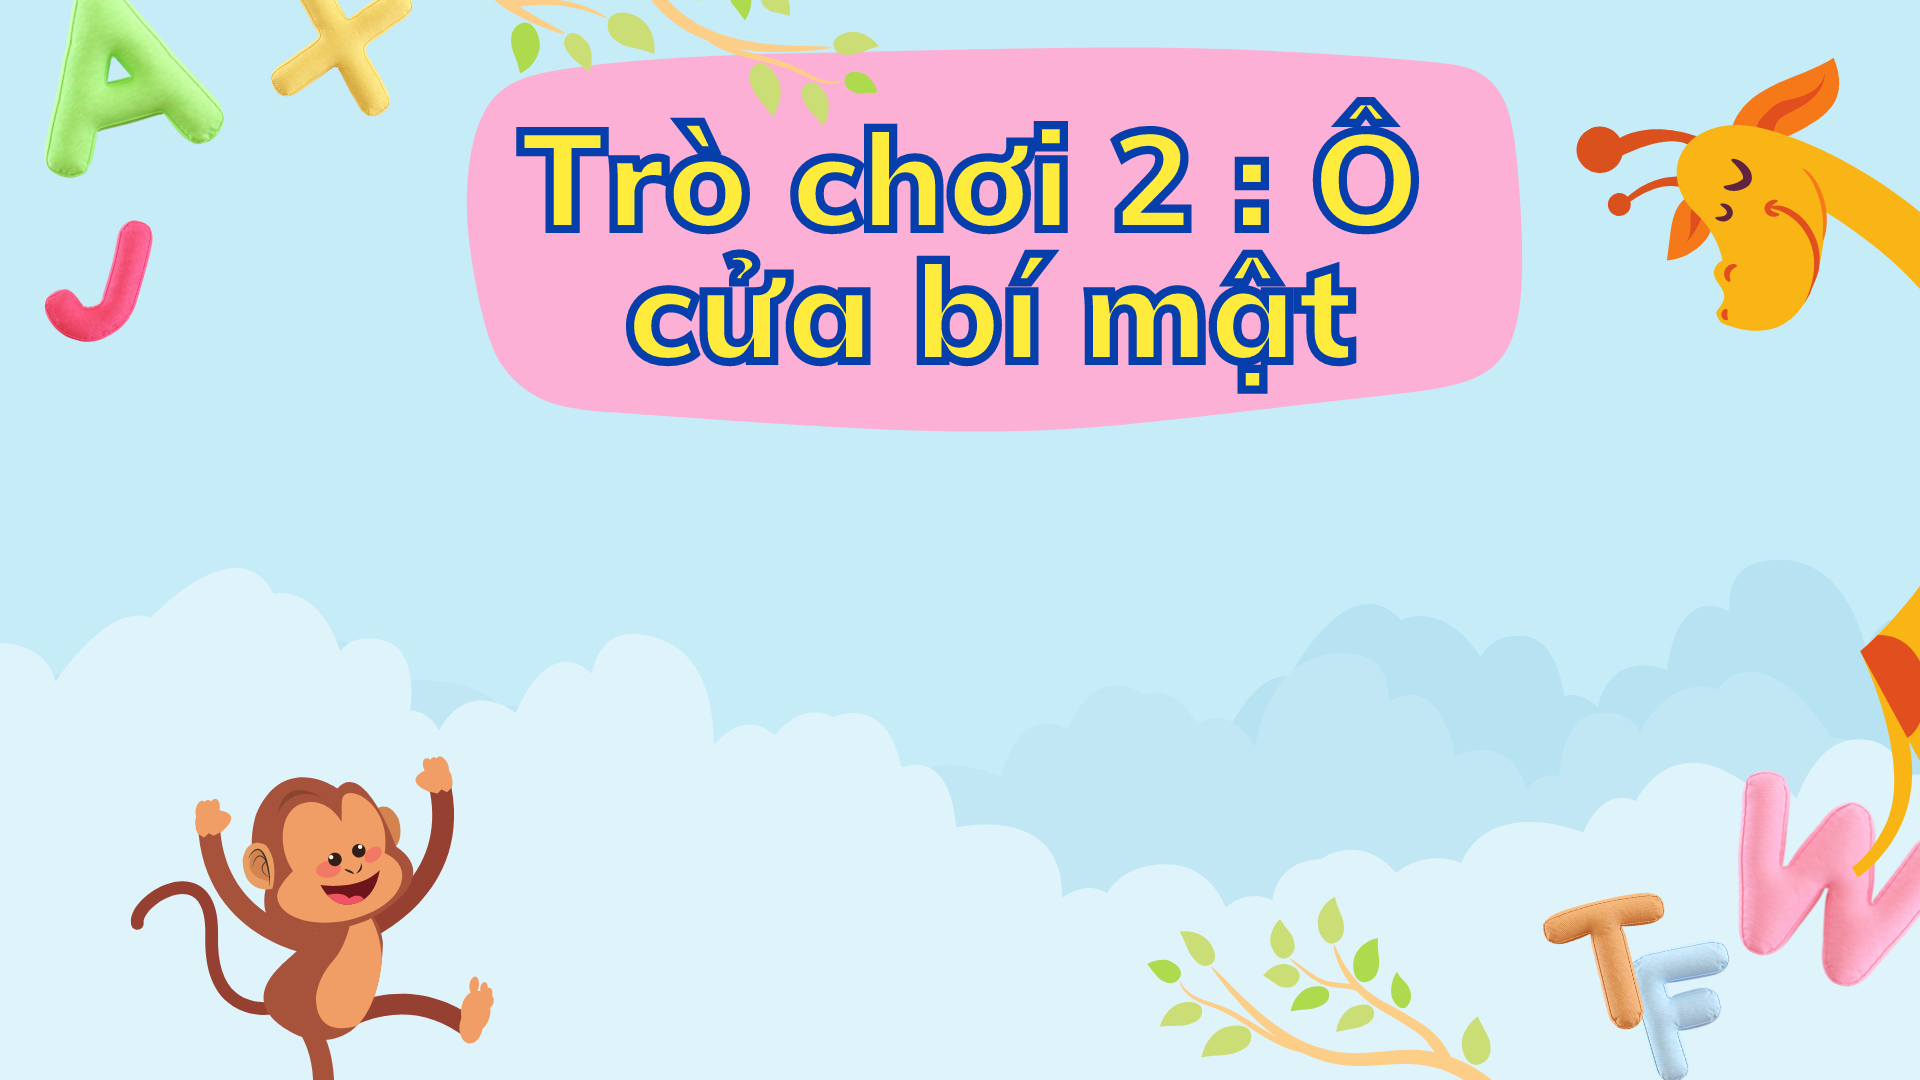 A X
J
Trò chơi 2 : Ô
cửa bí mật
W
T
F